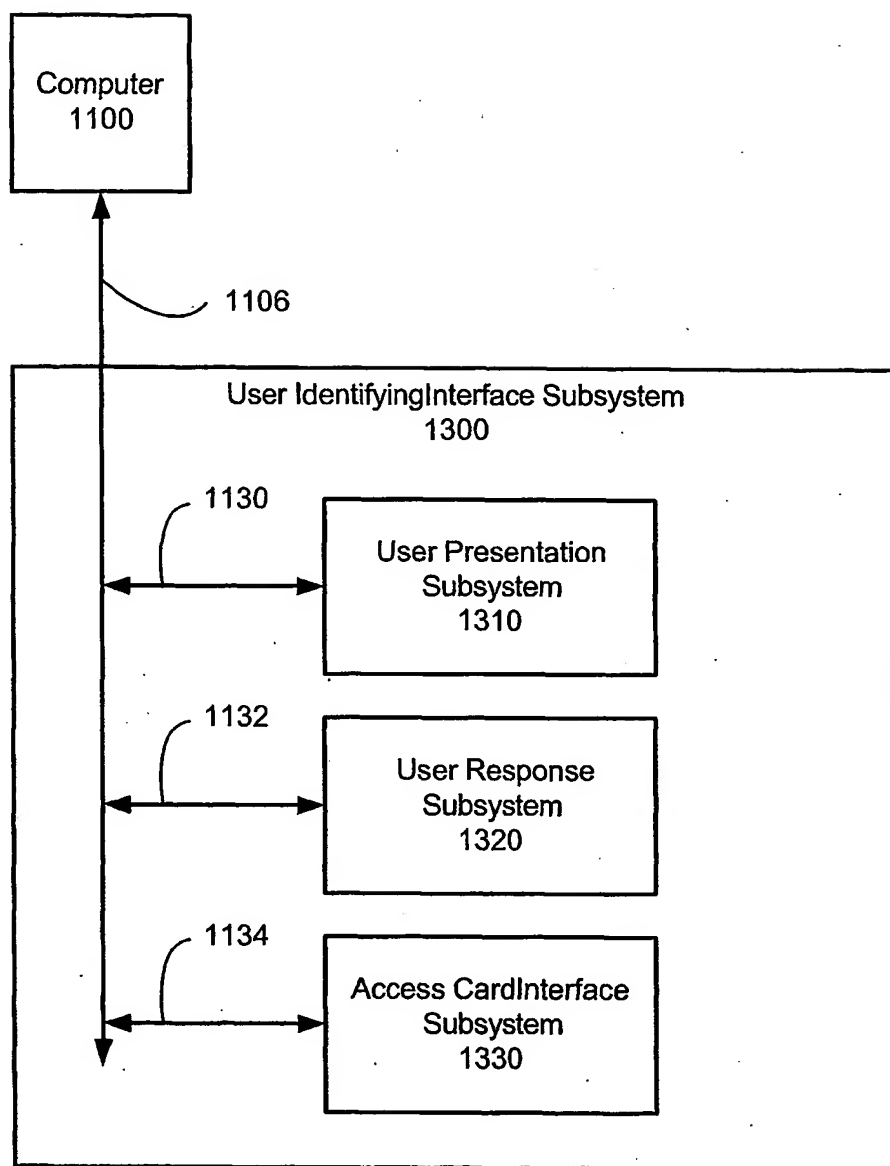 Computer
1100
1106
User IdentifyingInterface Subsystem
1300
1130
User Presentation
Subsystem
1310
1132
User Response
Subsystem
1320
1134
Access CardInterface
Subsystem
1330